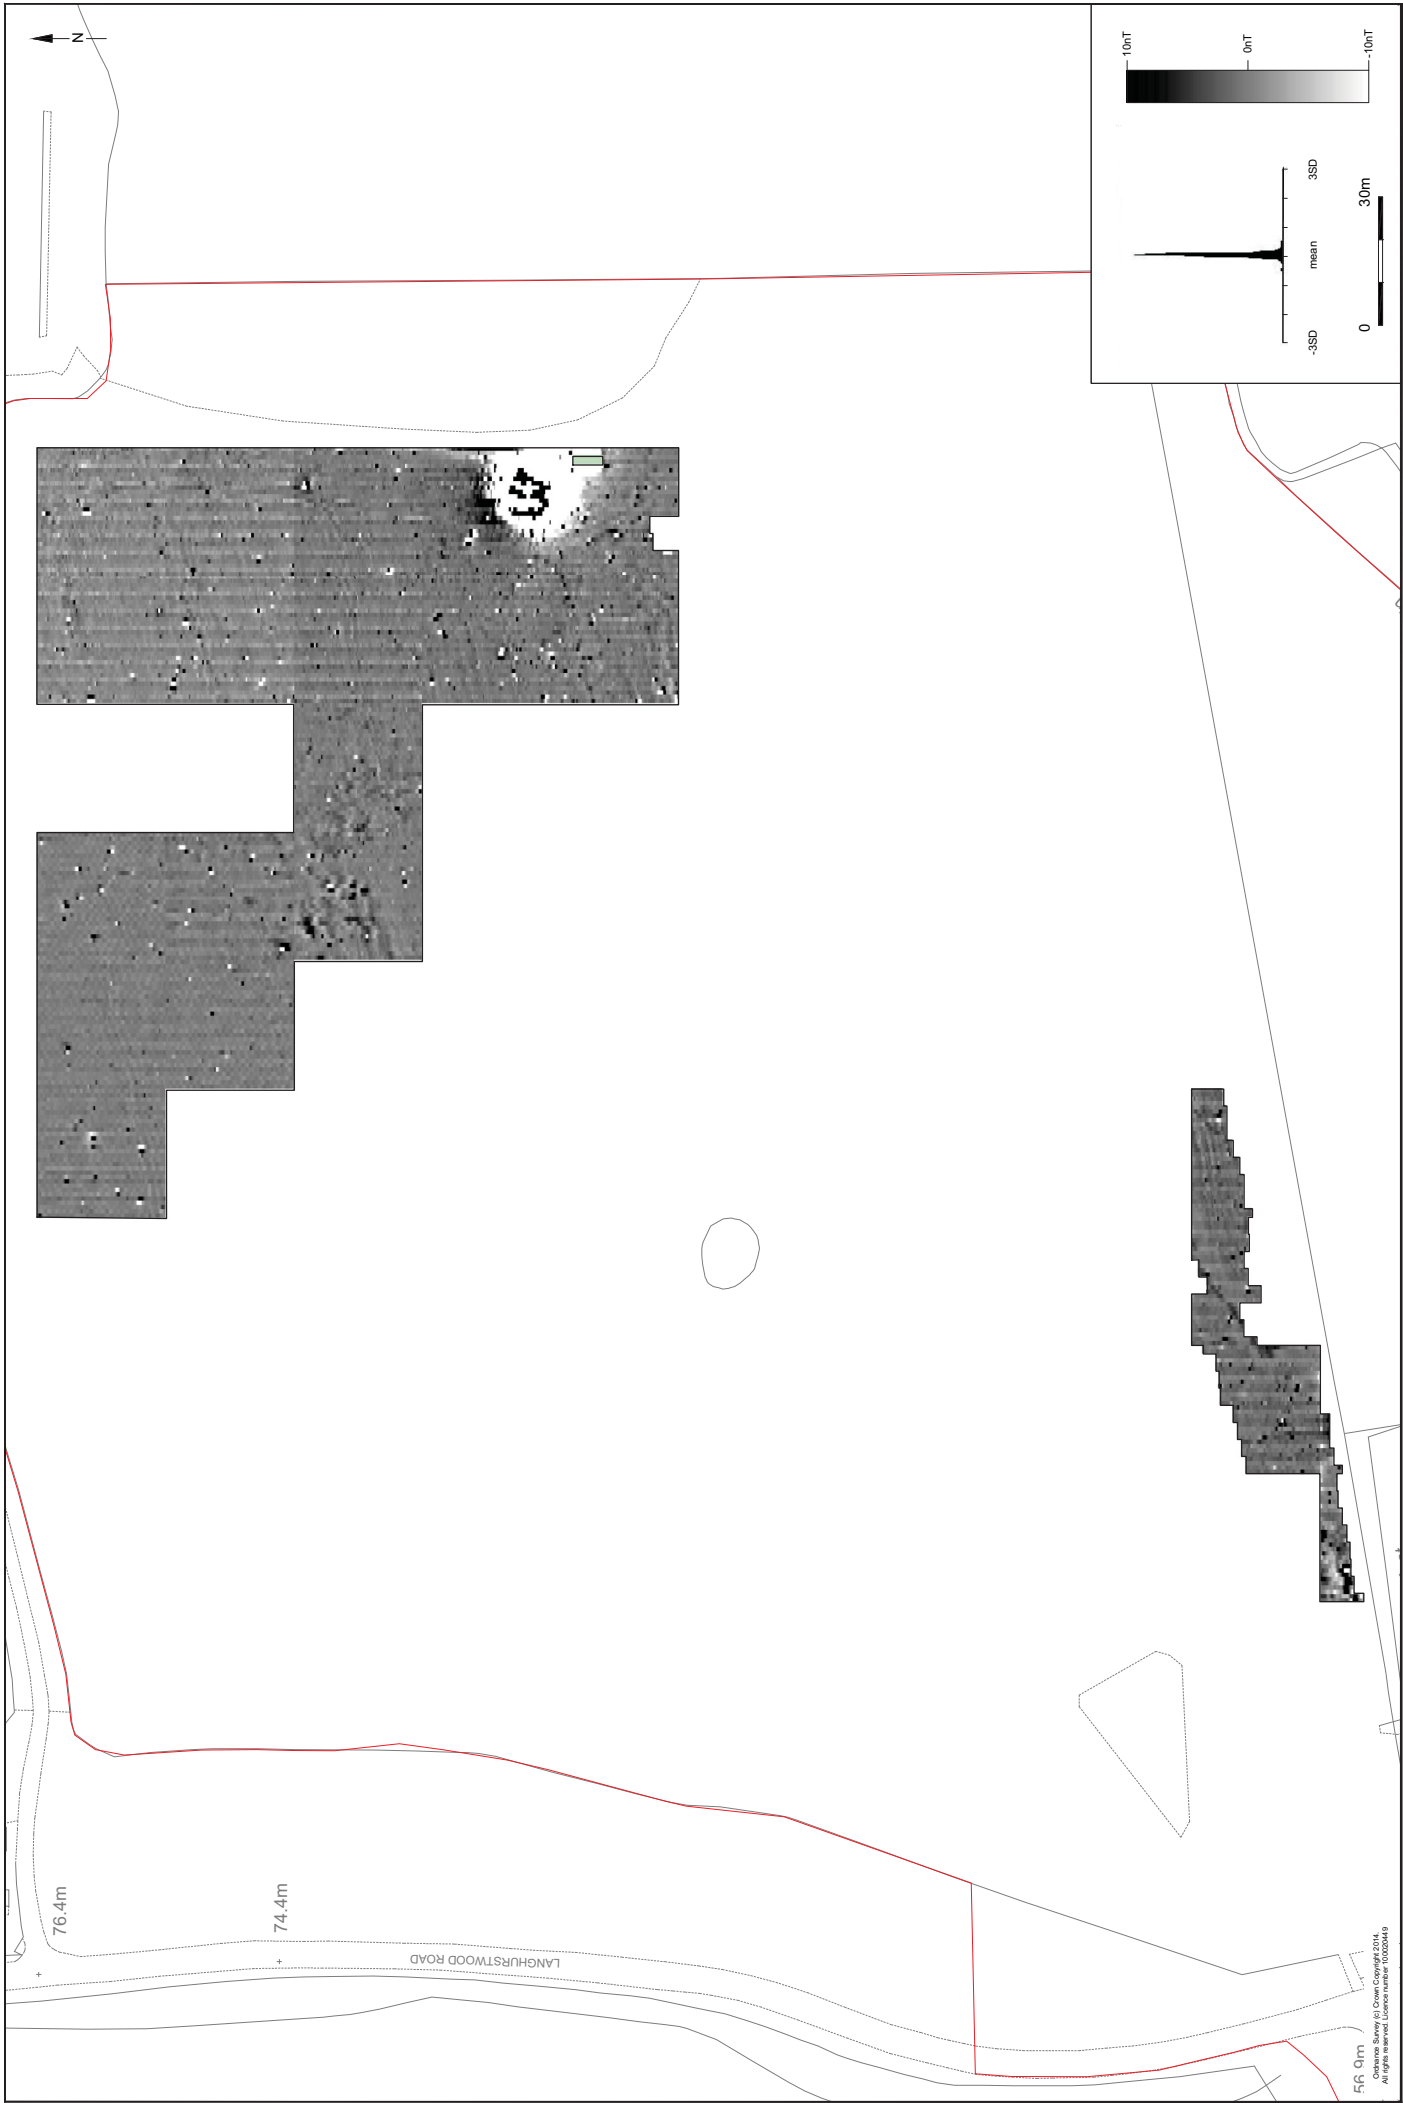 N
10nT
0nT
-10nT
-3SD
mean
3SD
0
30m
76.4m
74.4m
LANGHURSTWOOD ROAD
56.9m
Ordnance Survey (c) Crown Copyright 2014.
All rights reserved. Licence number 100020449